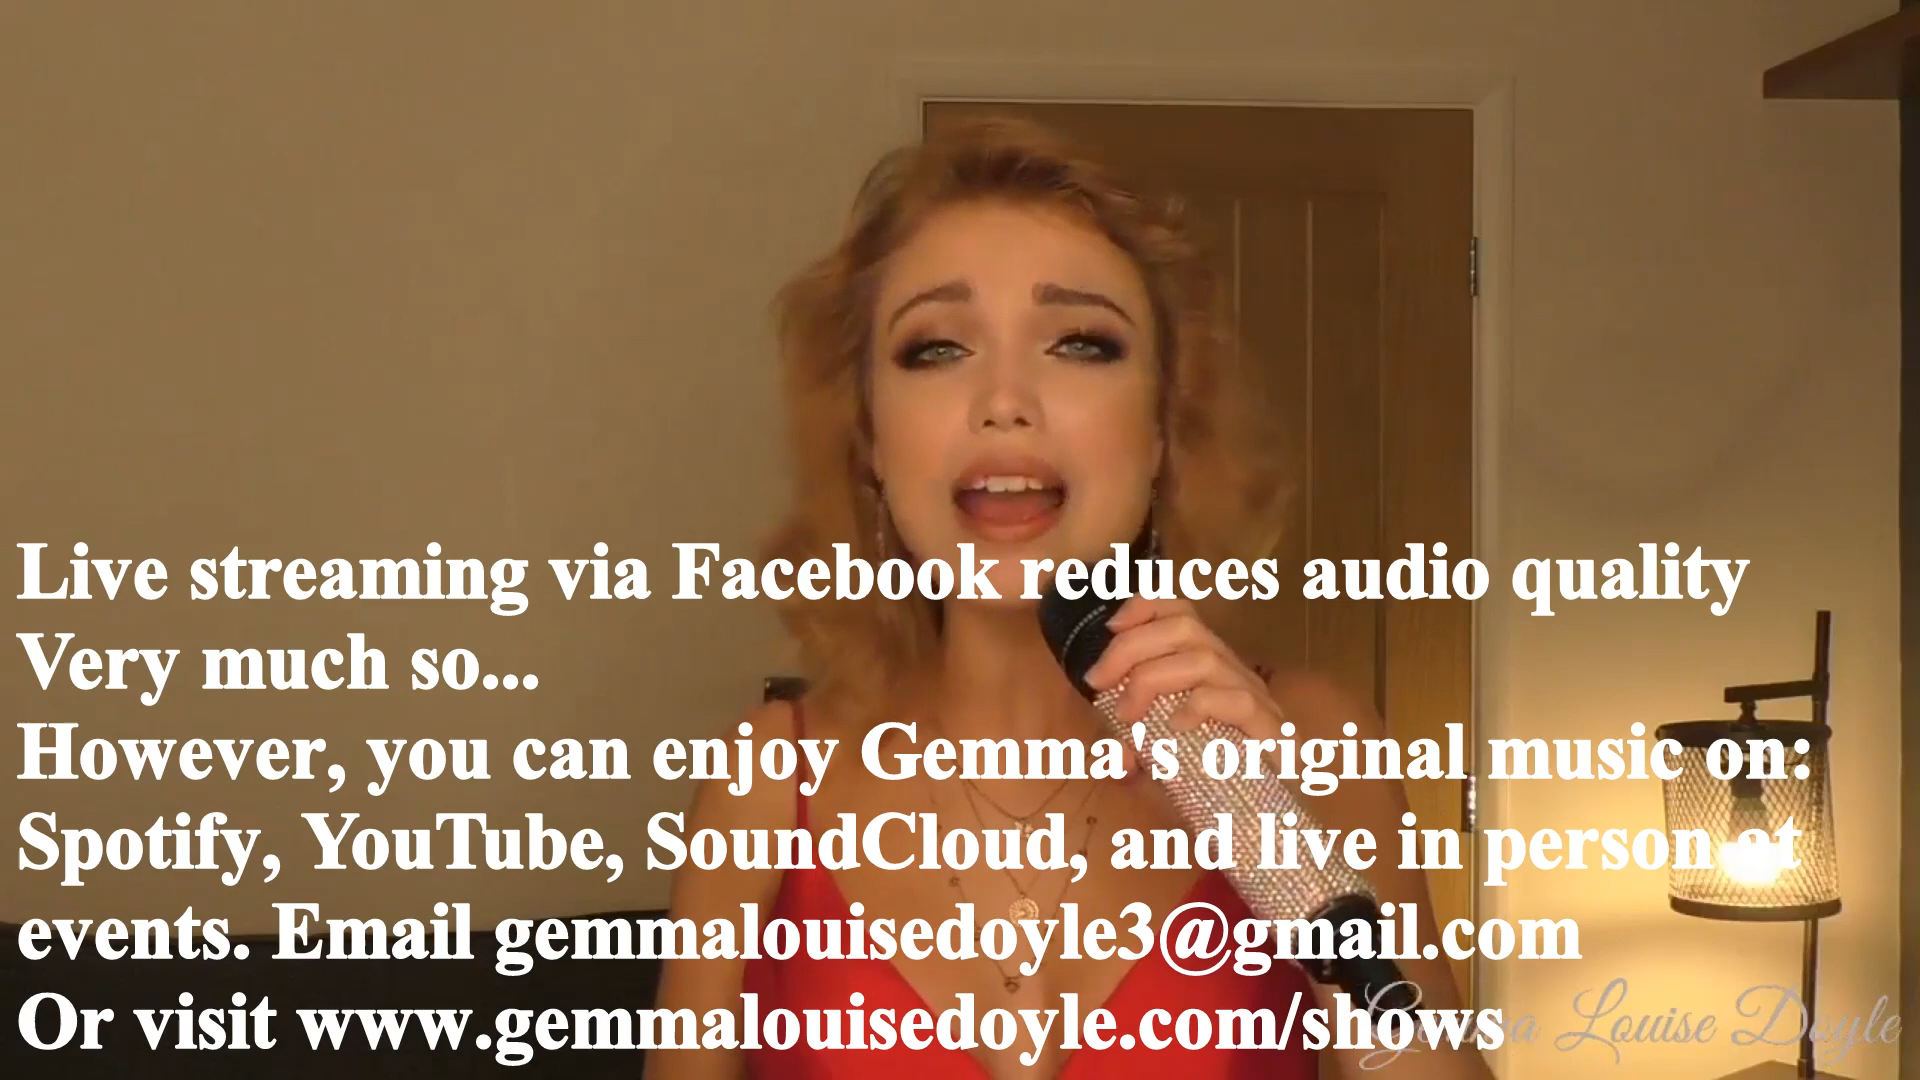 Live streaming via Facebook reduces audio quality
Very much so...
However, you can enjoy Gemma's original music on:
Spotify, YouTube, SoundCloud, and live in person at
events. Email gemmalouisedoyle3@gmail.com
Or visit www.gemmalouisedoyle.com/shows
Gemma Louise Doyle